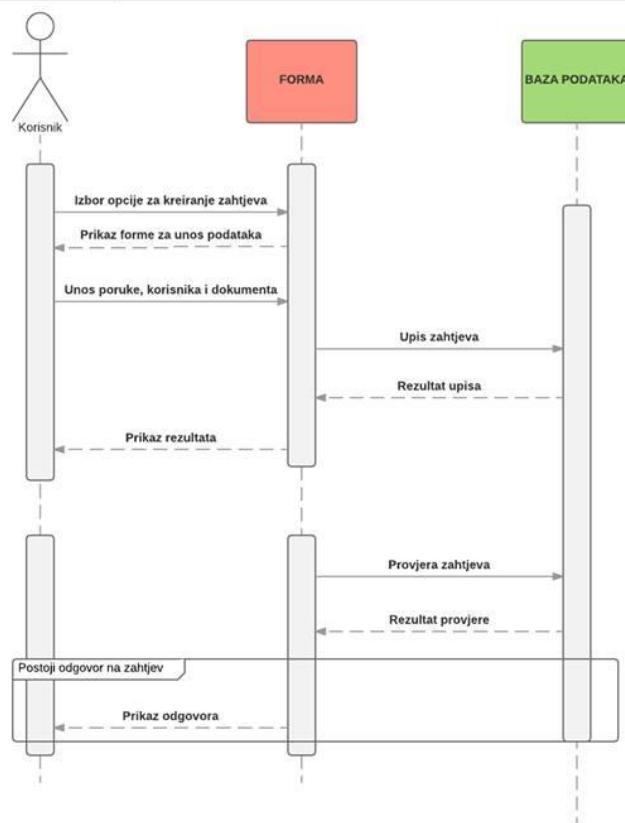 FORMA
BAZA PODATAKA
Korisnik
Izbor opcije za kreiranje zahtjeva
Prikaz forme za unos podataka
Unos poruke, korisnika i dokumenta
Upis zahtjeva
Rezultat upisa
Prikaz rezultata
Provjera zahtjeva
Rezultat provjere
Postoji odgovor na zahtjev
Prikaz odgovora